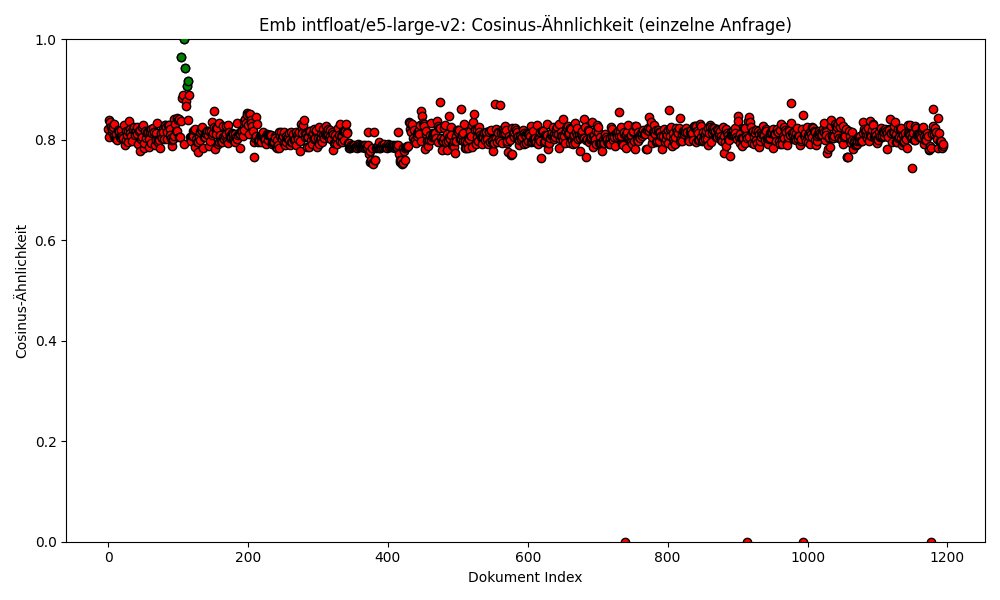 Emb intfloat/e5-large-v2: Cosinus-Ähnlichkeit (einzelne Anfrage)
1.0
0.8
0.6
0.4
0.2
0.0
Cosinus-Ähnlichkeit
0 200 400 600 800 1000 1200
Dokument Index